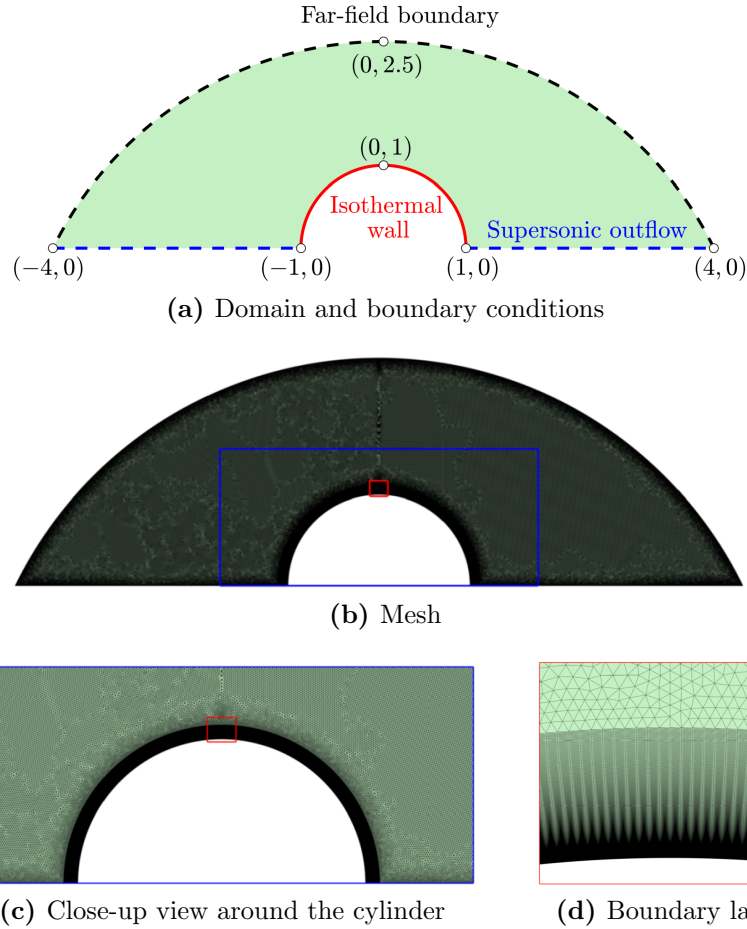 Far-field boundary
(0, 2.5)
(0, 1)
Isothermal
wall
Supersonic outflow
(−4, 0)
(−1, 0)
(1, 0)
(4, 0)
(a) Domain and boundary conditions
(b) Mesh
(c) Close-up view around the cylinder
(d) Boundary la